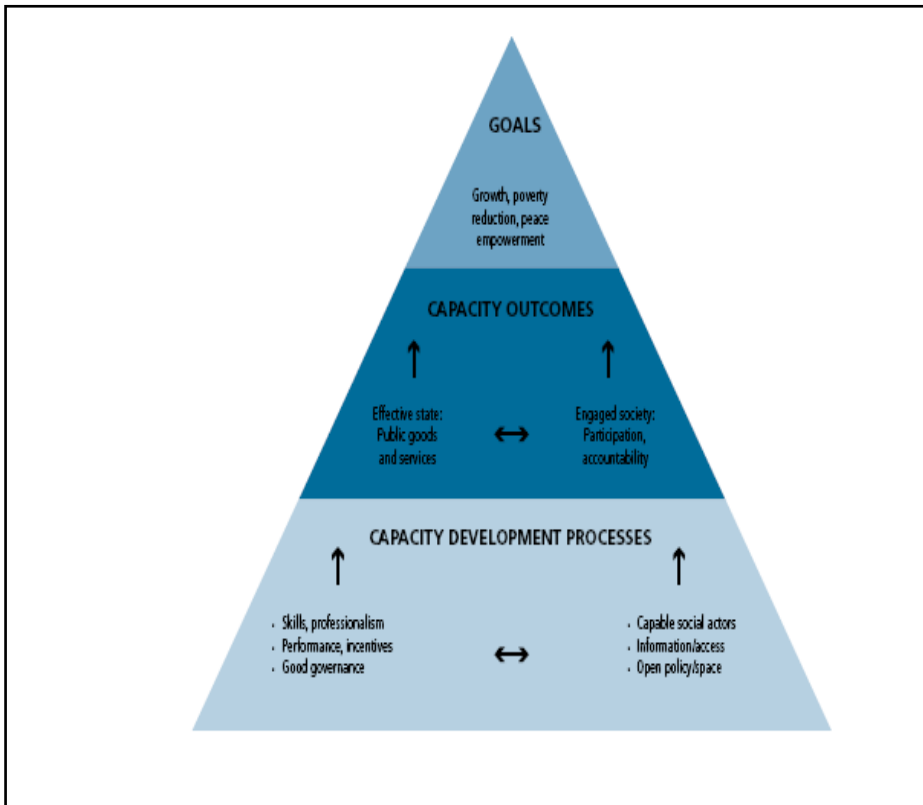 GOALS
Growth, poverty
reduction, peace
empowerment
CAPACITY OUTCOMES
Effective state:
Public goods
and services
Engaged society:
Participation,
accountability
CAPACITY DEVELOPMENT PROCESSES
· Skills, professionalism
· Performance, incentives
· Good governance
· Capable social actors
· Information/access
· Open policy/space